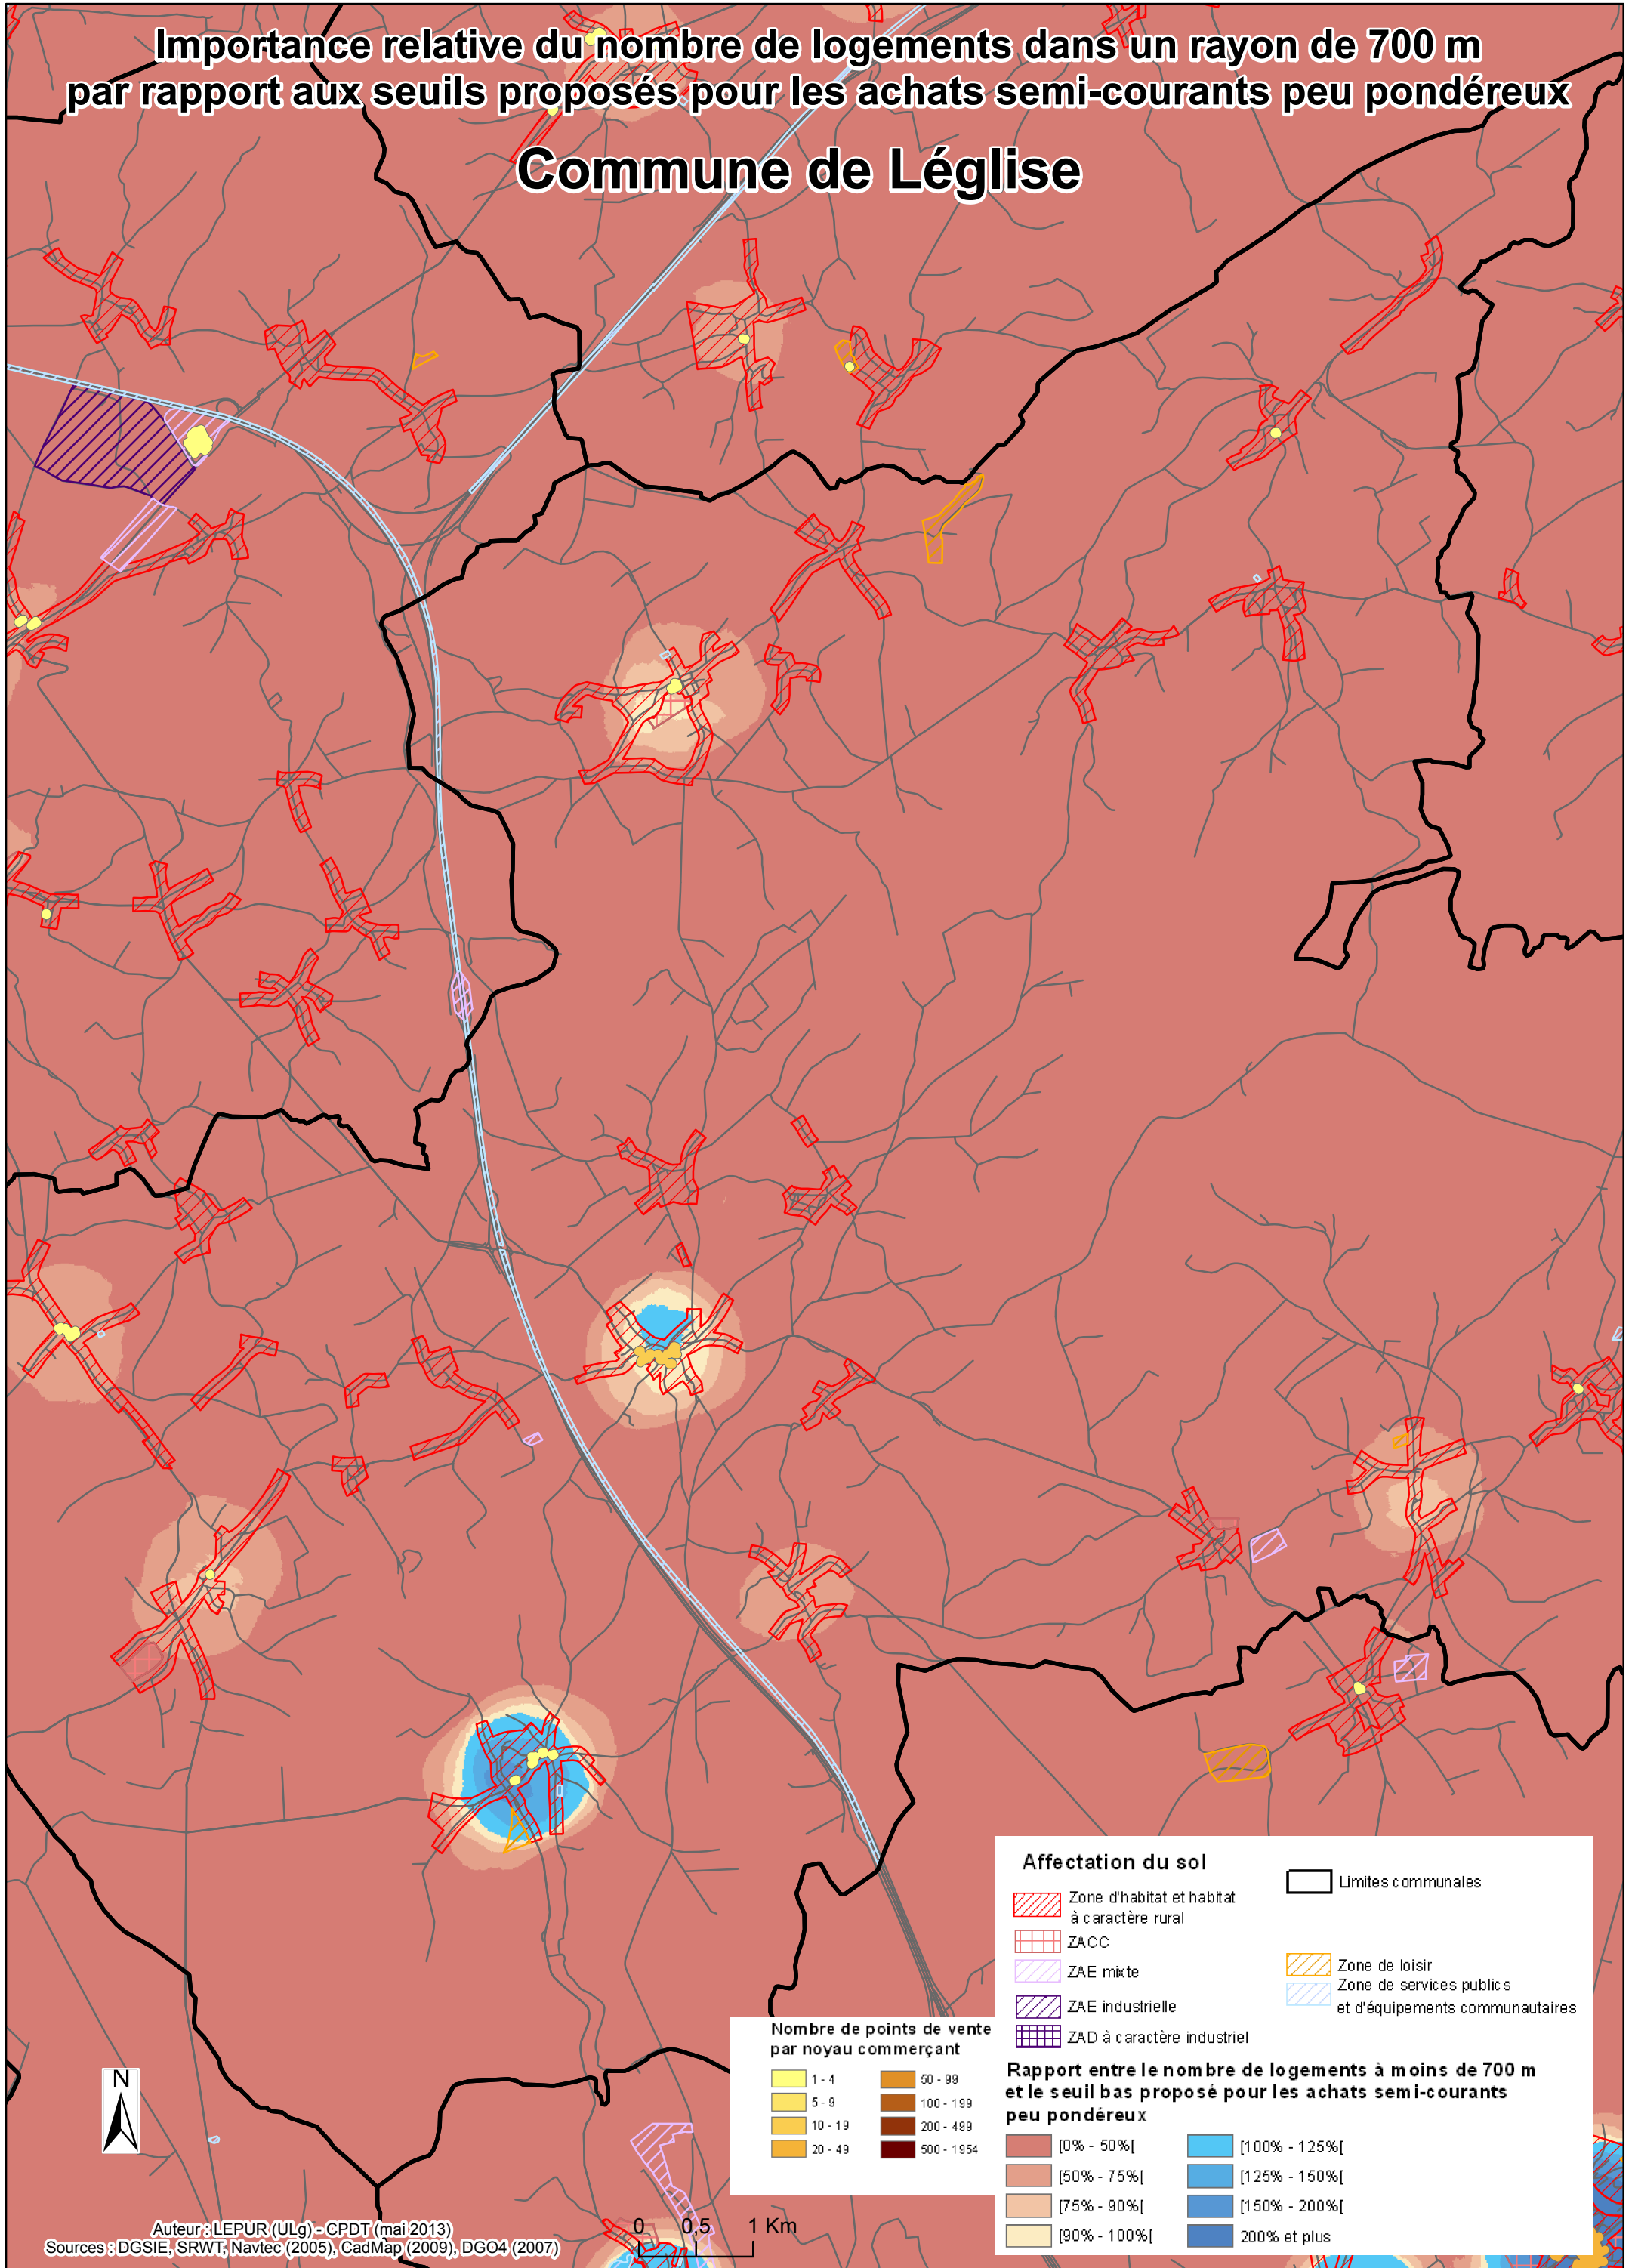 Importance relative du nombre de logements dans un rayon de 700 m
par rapport aux seuils proposés pour les achats semi-courants peu pondéreux
Commune de Léglise
Affectation du sol
Zone d'habitat et habitat
à caractère rural
ZACC
ZAE mixte
ZAE industrielle
ZAD à caractère industriel
Limites communales
Zone de loisir
Zone de services publics
et d'équipements communautaires
Nombre de points de vente
par noyau commerçant
1 - 4
5 - 9
10 - 19
20 - 49
50 - 99
100 - 199
200 - 499
500 - 1954
Rapport entre le nombre de logements à moins de 700 m
et le seuil bas proposé pour les achats semi-courants
peu pondéreux
[0% - 50%[
[50% - 75%[
[75% - 90%[
[90% - 100%[
[100% - 125%[
[125% - 150%[
[150% - 200%[
200% et plus
N
0 0,5 1 Km
Auteur : LEPUR (ULg) - CPDT (mai 2013)
Sources : DGSIE, SRWT, Navtec (2005), CadMap (2009), DGO4 (2007)